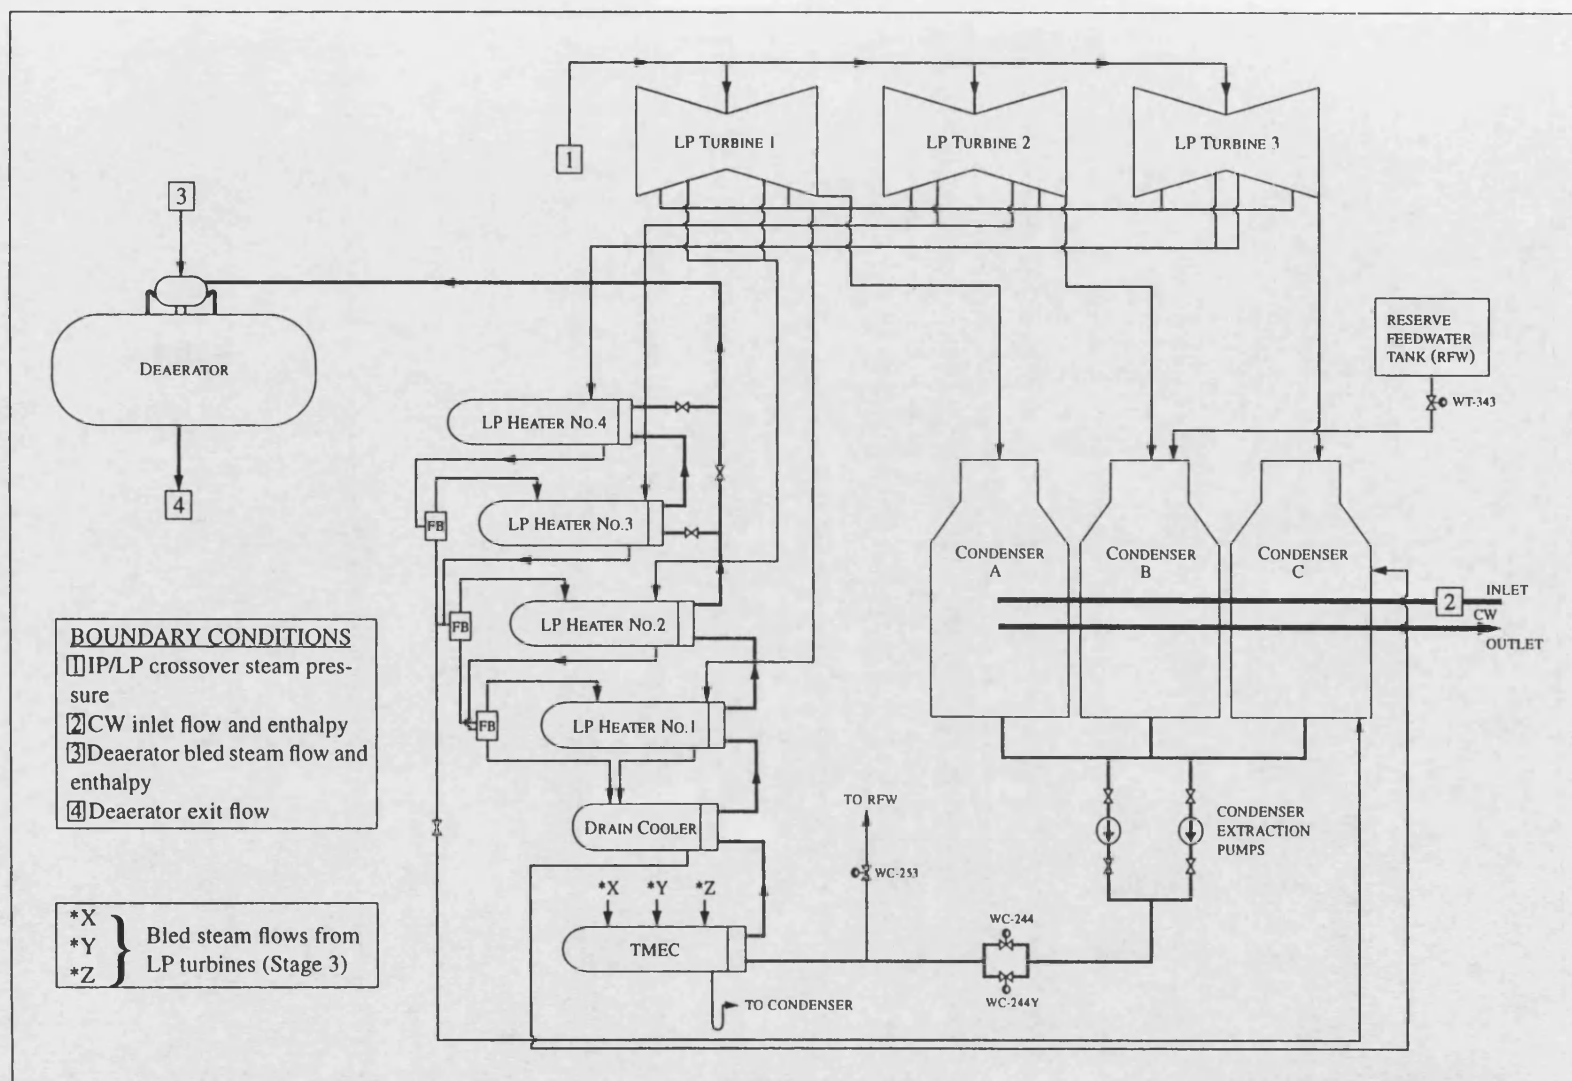 LP TURBINE 1
LP TURBINE 2
LP TURBINE 3
1
3
RESERVE
FEEDWATER
TANK (RFW)
DEAERATOR
WT-343
LP HEATER NO.4
4
FB
LP HEATER NO.3
CONDENSER
A
CONDENSER
B
CONDENSER
C
2
INLET
CW
OUTLET
FB
LP HEATER NO.2
BOUNDARY CONDITIONS
1 IP/LP crossover steam pres-
sure
2 CW inlet flow and enthalpy
3 Deaerator bled steam flow and
enthalpy
4 Deaerator exit flow
FB
LP HEATER NO.1
TO RFW
DRAIN COOLER
CONDENSER
EXTRACTION
PUMPS
WC-253
*X
*Y
*Z
*X
*Y
*Z
Bled steam flows from
LP turbines (Stage 3)
TMEC
WC-244
WC-244Y
TO CONDENSER